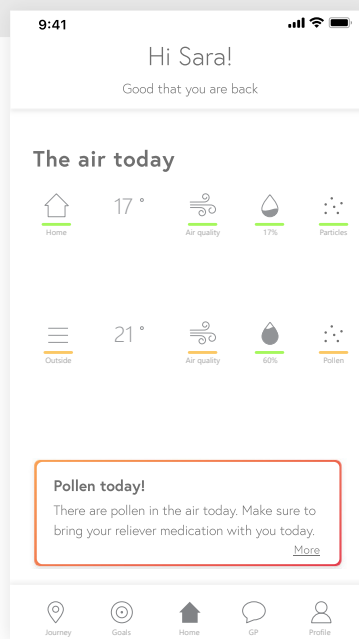 9:41
Hi Sara!
Good that you are back
The air today
17 °
Home Air quality 17% Particles
21 °
Outside Air quality 60% Pollen
Pollen today!
There are pollen in the air today. Make sure to
bring your reliever medication with you today.
More
Journey Goals Home GP Profile